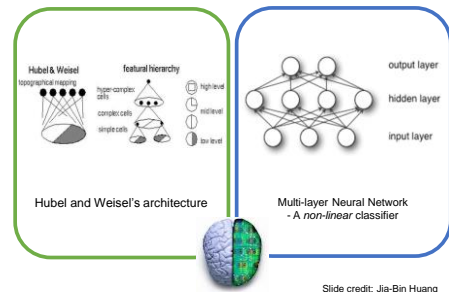 Hubel & Weisel
topographical mapping
featural hierarchy
hyper-complex
cells
complex cells
simple cells
high level
mid level
low level
Hubel and Weisel's architecture
output layer
hidden layer
input layer
Multi-layer Neural Network
- A non-linear classifier
Slide credit: Jia-Bin Huang